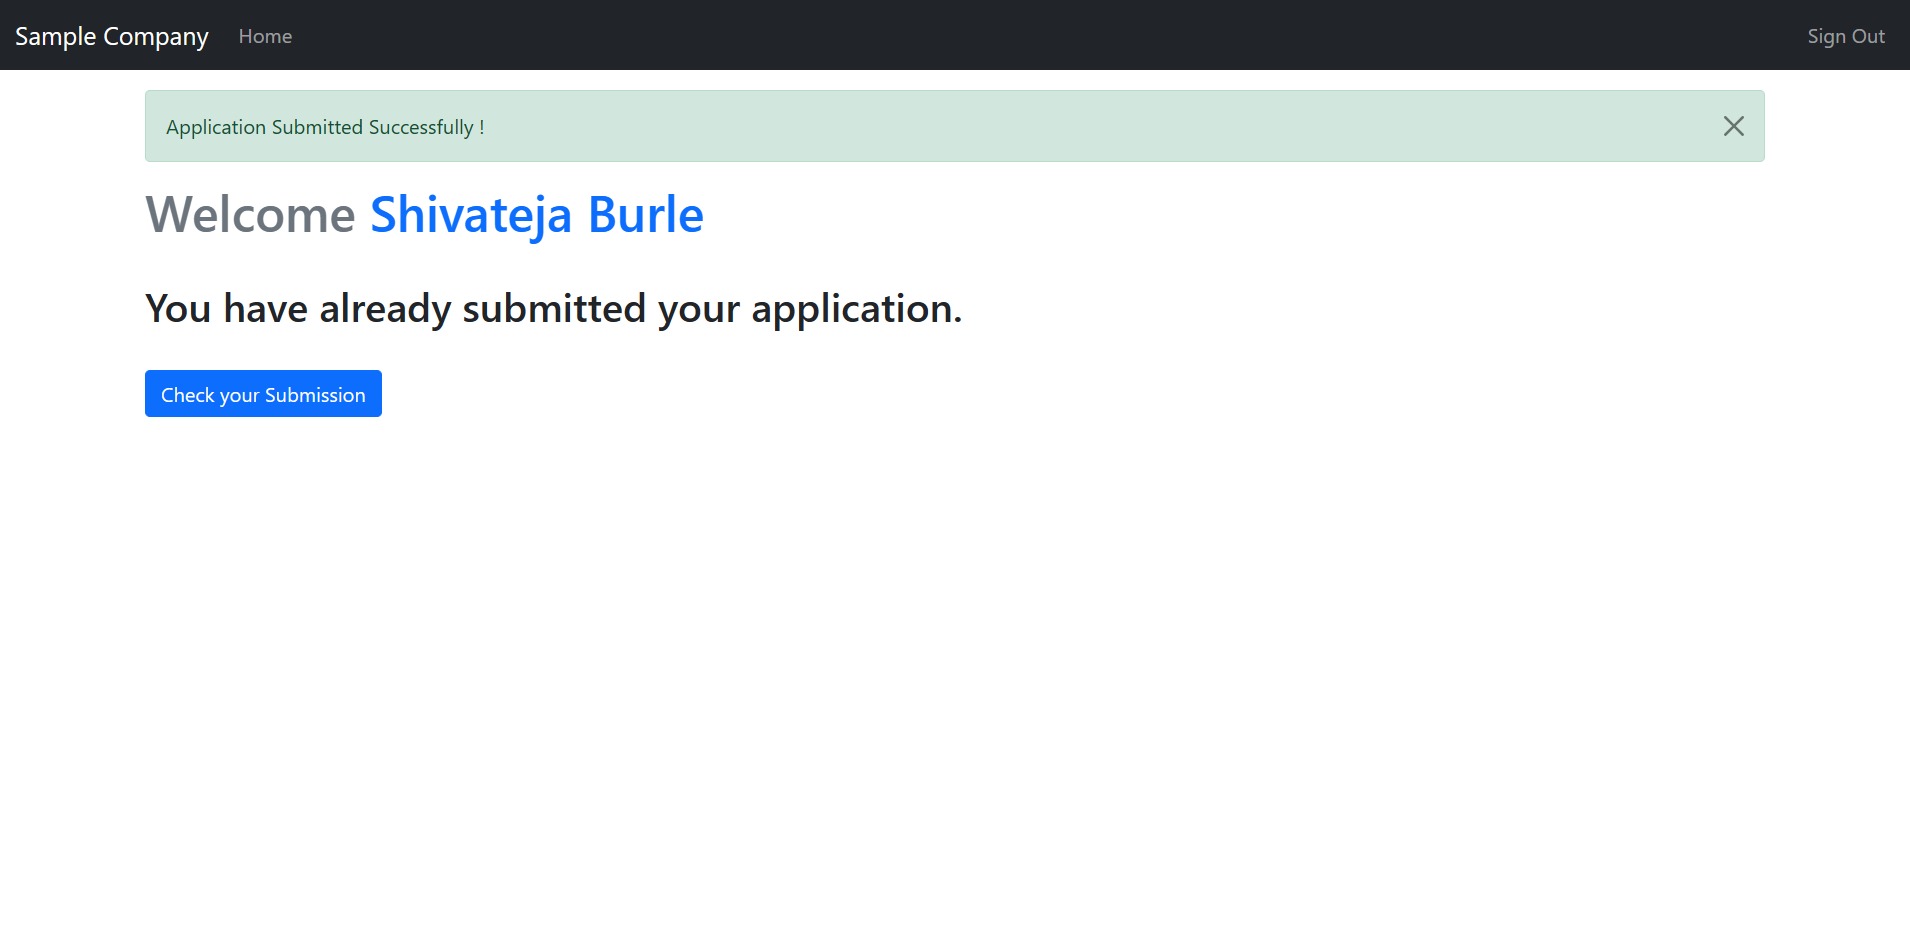 Sample Company Home Sign Out
Application Submitted Successfully !
Welcome Shivateja Burle
You have already submitted your application.
Check your Submission